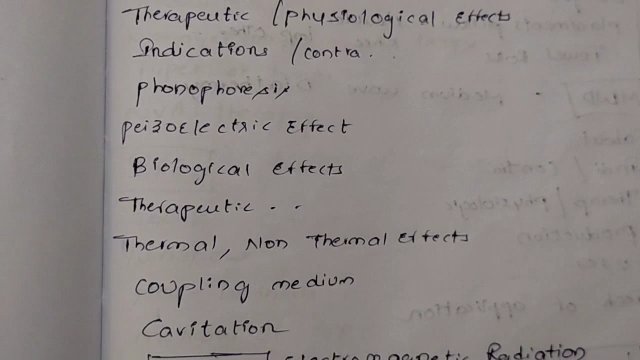 Therapeutic / physiological Effects
Indications / contra . .
phonophoresis
peizoelectric Effect
Biological effects
Therapeutic . .
Thermal, Non Thermal Effects
coupling medium
Cavitation
electromagnetic Radiation